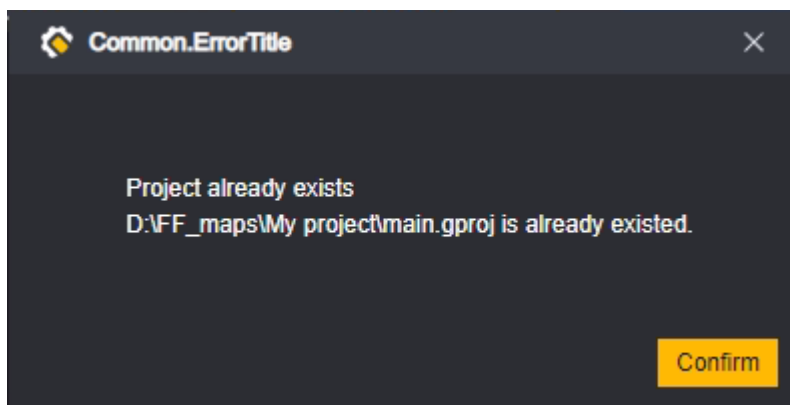 Common.ErrorTitle
Project already exists
D:\FF_maps\My project\main.gproj is already existed.
Confirm